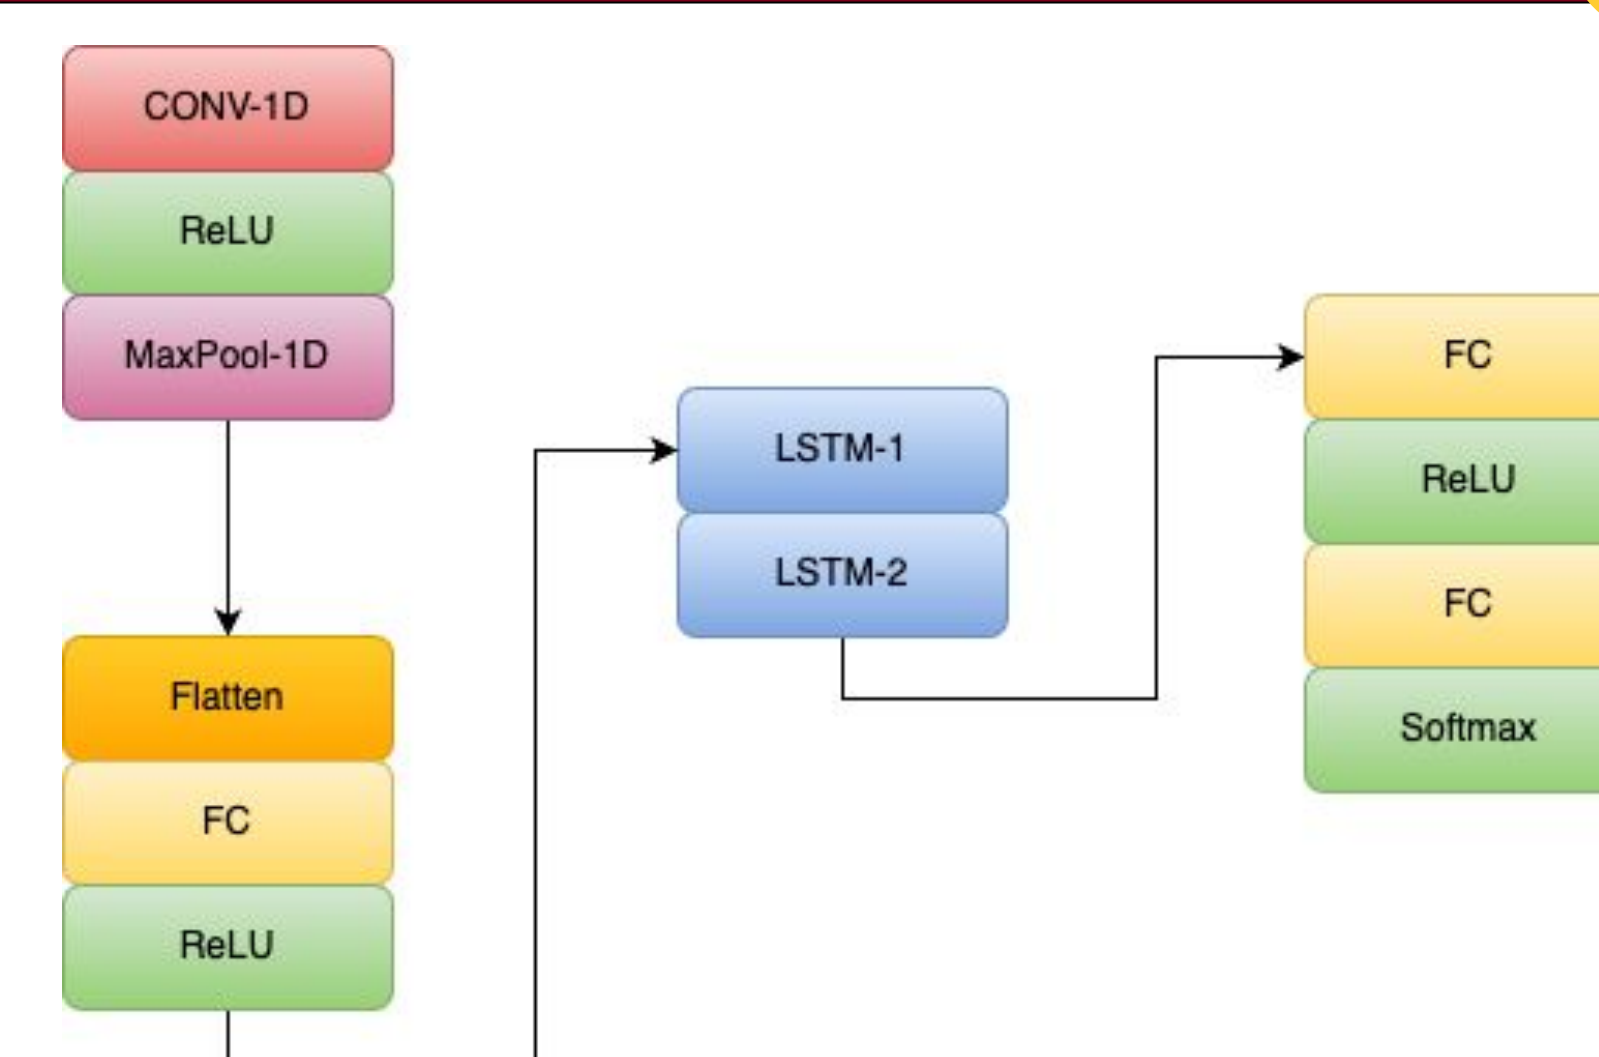 CONV-1D
ReLU
MaxPool-1D
Flatten
FC
ReLU
LSTM-1
LSTM-2
FC
ReLU
FC
Softmax